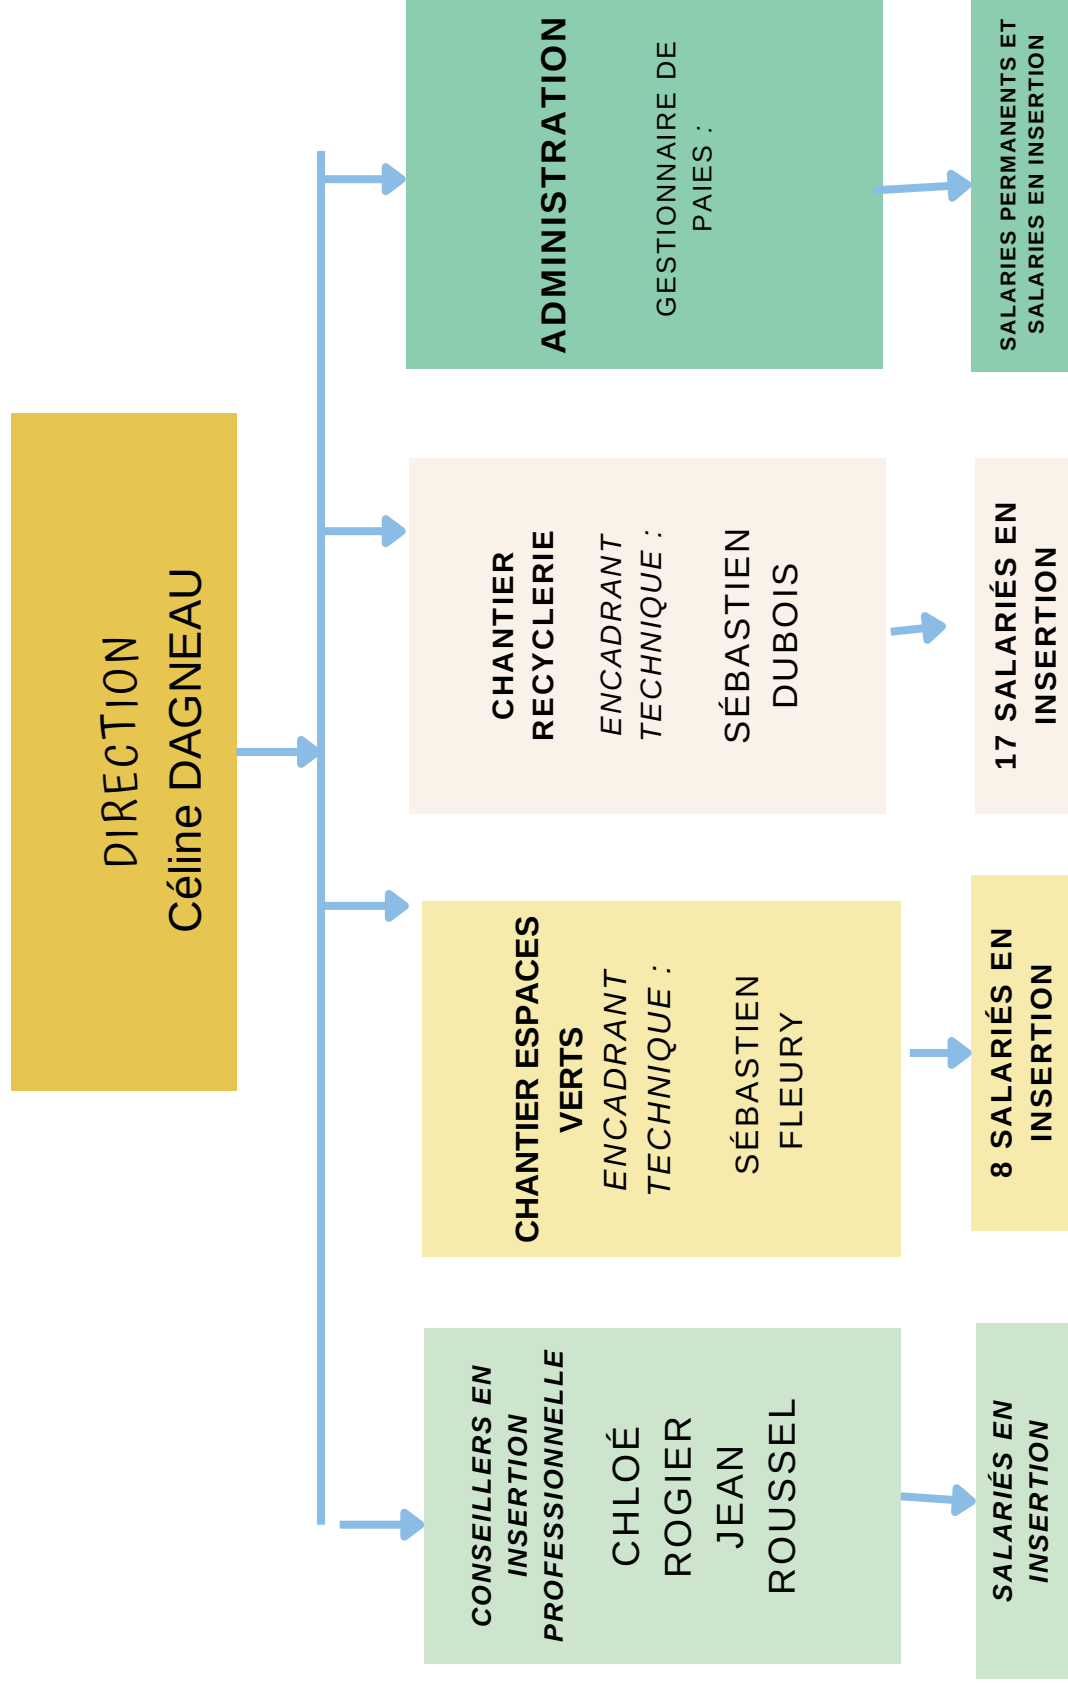 DIRECTION
Céline DAGNEAU
CONSEILLERS EN
INSERTION
PROFESSIONNELLE
CHLOÉ
ROGIER
JEAN
ROUSSEL
CHANTIER ESPACES
VERTS
ENCADRANT
TECHNIQUE :
SÉBASTIEN
FLEURY
CHANTIER
RECYCLERIE
ENCADRANT
TECHNIQUE :
SÉBASTIEN
DUBOIS
ADMINISTRATION
GESTIONNAIRE DE
PAIES :
SALARIÉS EN
INSERTION
8 SALARIÉS EN
INSERTION
17 SALARIÉS EN
INSERTION
SALARIES PERMANENTS ET
SALARIES EN INSERTION